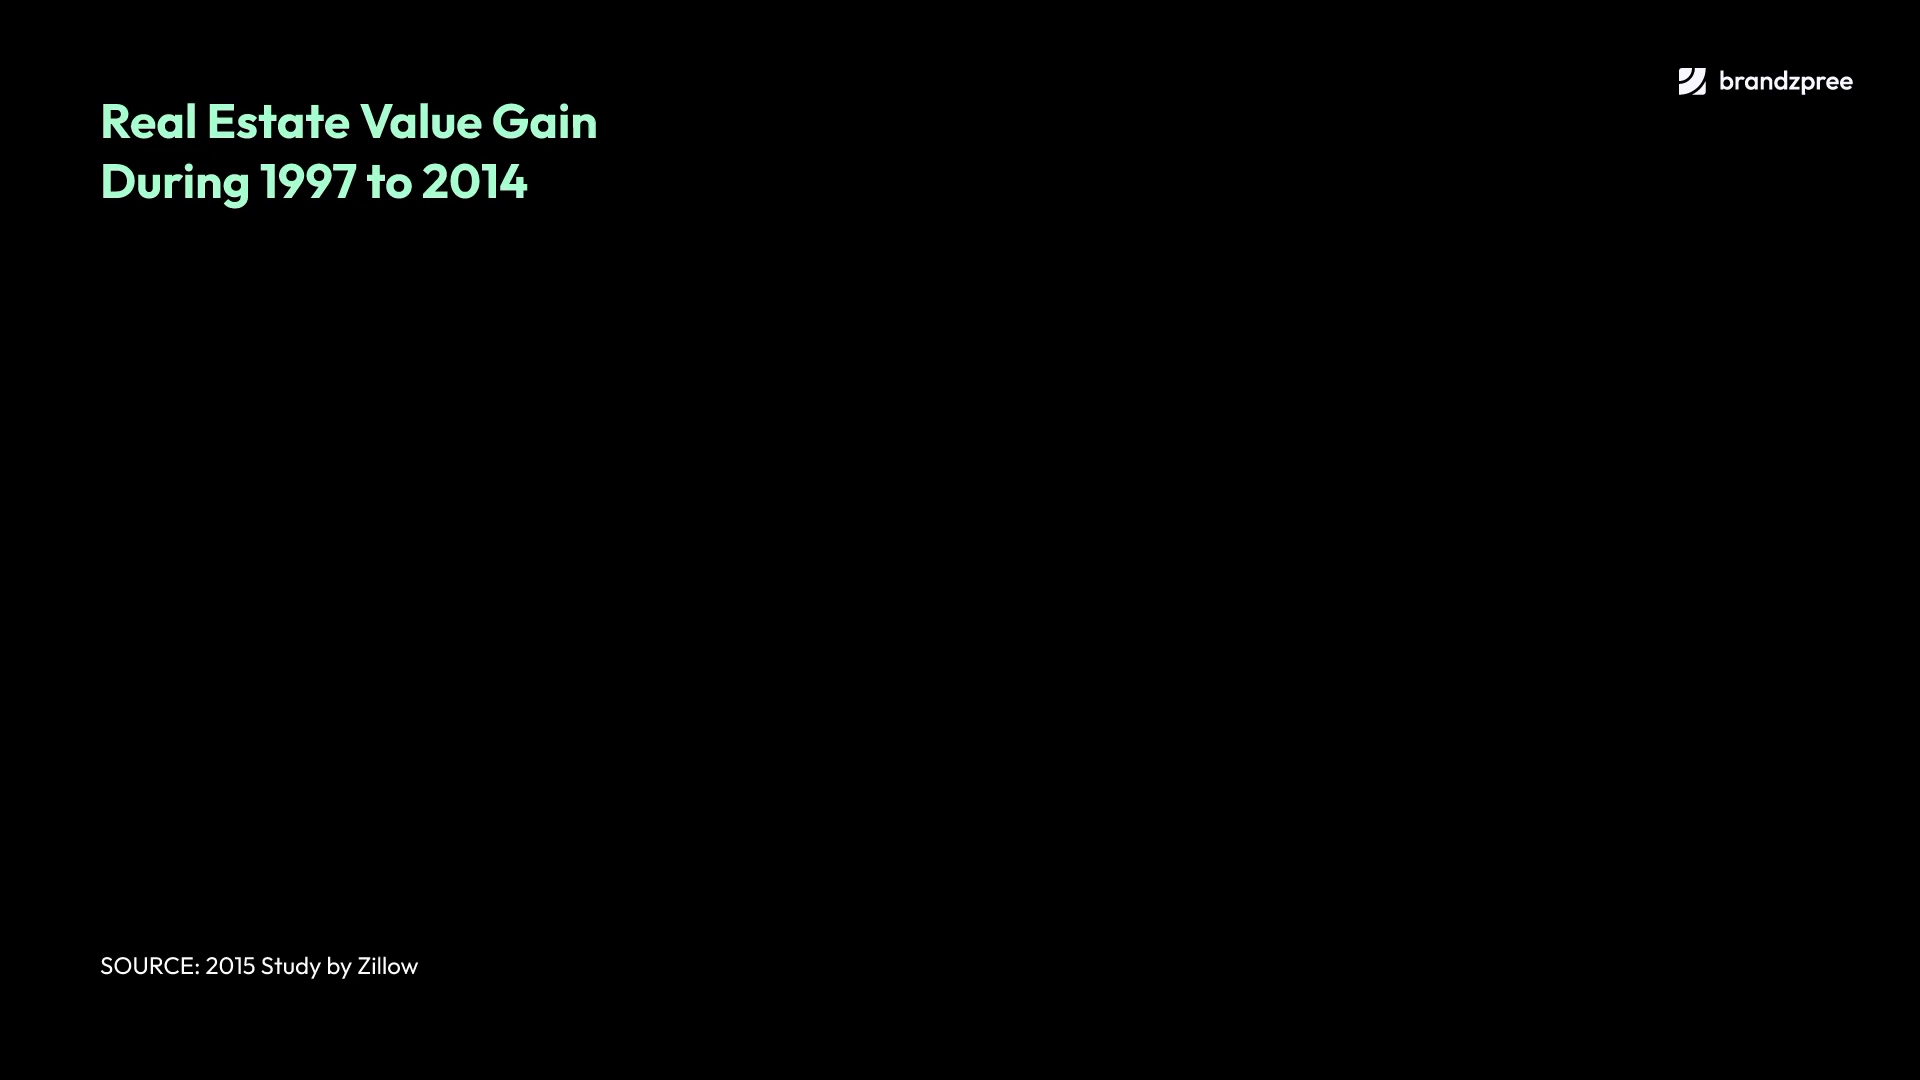 Real Estate Value Gain
During 1997 to 2014
brandzpree
SOURCE: 2015 Study by Zillow